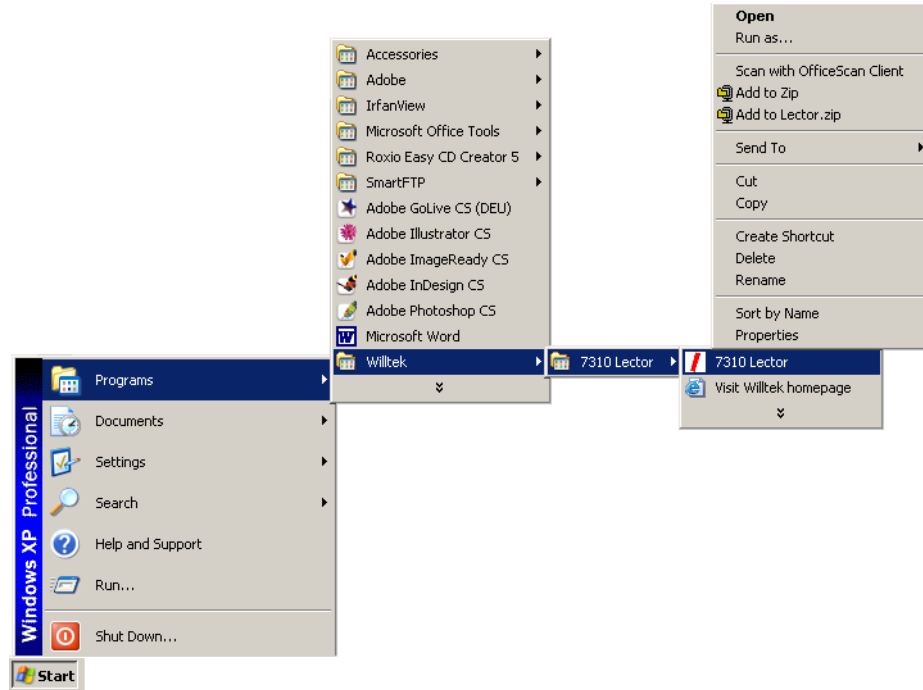 Open
Run as...
Scan with OfficeScan Client
Add to Zip
Add to Lector.zip
Send To
Cut
Copy
Create Shortcut
Delete
Rename
Sort by Name
Properties
Accessories
Adobe
IrfanView
Microsoft Office Tools
Roxio Easy CD Creator 5
SmartFTP
Adobe GoLive CS (DEU)
Adobe Illustrator CS
Adobe ImageReady CS
Adobe InDesign CS
Adobe Photoshop CS
Microsoft Word
Willtek
7310 Lector
7310 Lector
Visit Willtek homepage
Windows XP Professional
Programs
Documents
Settings
Search
Help and Support
Run...
Shut Down...
Start